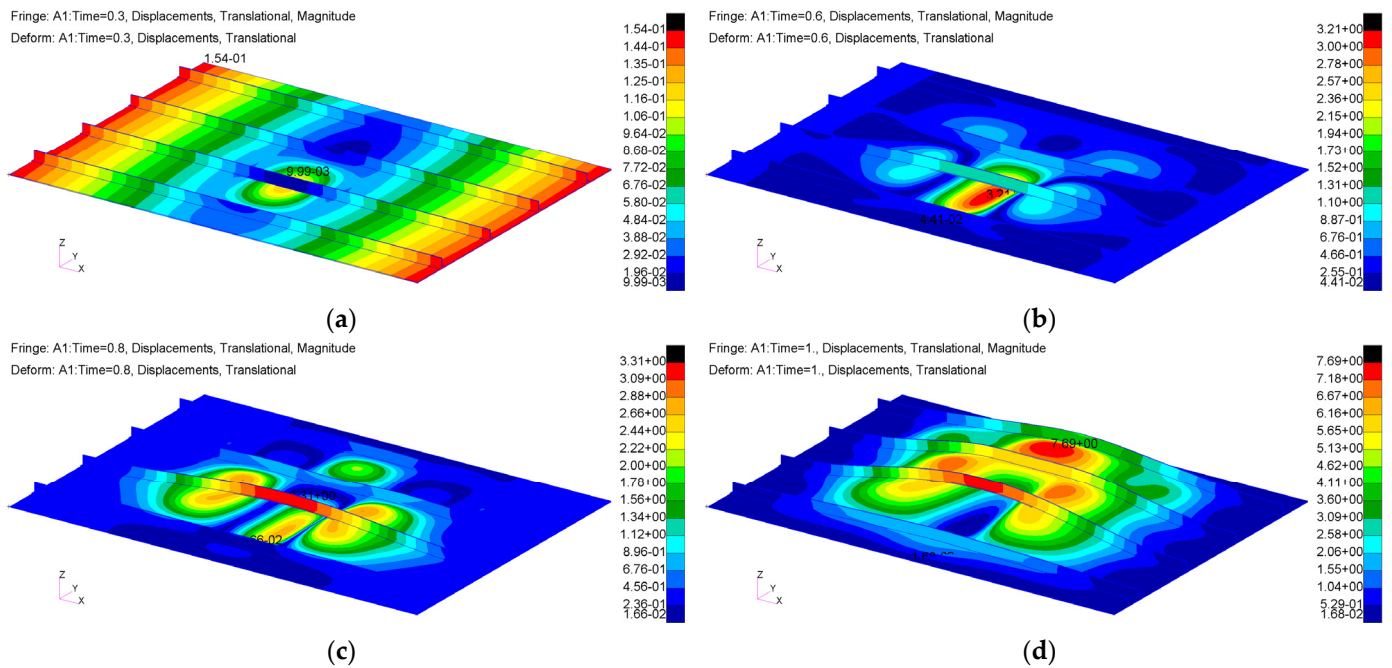 Fringe: A1:Time=0.3, Displacements, Translational, Magnitude
Deform: A1:Time=0.3, Displacements, Translational
1.54-01
9.99-03
Z
Y
X
1.54-01
1.44-01
1.35-01
1.25-01
1.16-01
1.06-01
9.64-02
8.68-02
7.72-02
6.76-02
5.80-02
4.84-02
3.88-02
2.92-02
1.96-02
9.99-03
(a)
Fringe: A1:Time=0.6, Displacements, Translational, Magnitude
Deform: A1:Time=0.6, Displacements, Translational
3.21
4.41-02
Z
Y
X
3.21+00
3.00+00
2.78+00
2.57+00
2.36+00
2.15+00
1.94+00
1.73+00
1.52+00
1.31+00
1.10+00
8.87-01
6.76-01
4.66-01
2.55-01
4.41-02
(b)
Fringe: A1:Time=0.8, Displacements, Translational, Magnitude
Deform: A1:Time=0.8, Displacements, Translational
Z
Y
X
3.31+00
3.09+00
2.88+00
2.66+00
2.44+00
2.22+00
2.00+00
1.78+00
1.56+00
1.34+00
1.12+00
8.96-01
6.76-01
4.56-01
2.36-01
1.66-02
(c)
Fringe: A1:Time=1., Displacements, Translational, Magnitude
Deform: A1:Time=1., Displacements, Translational
7.69+00
Z
Y
X
7.69+00
7.18+00
6.67+00
6.16+00
5.65+00
5.13+00
4.62+00
4.11+00
3.60+00
3.09+00
2.58+00
2.06+00
1.55+00
1.04+00
5.29-01
1.68-02
(d)